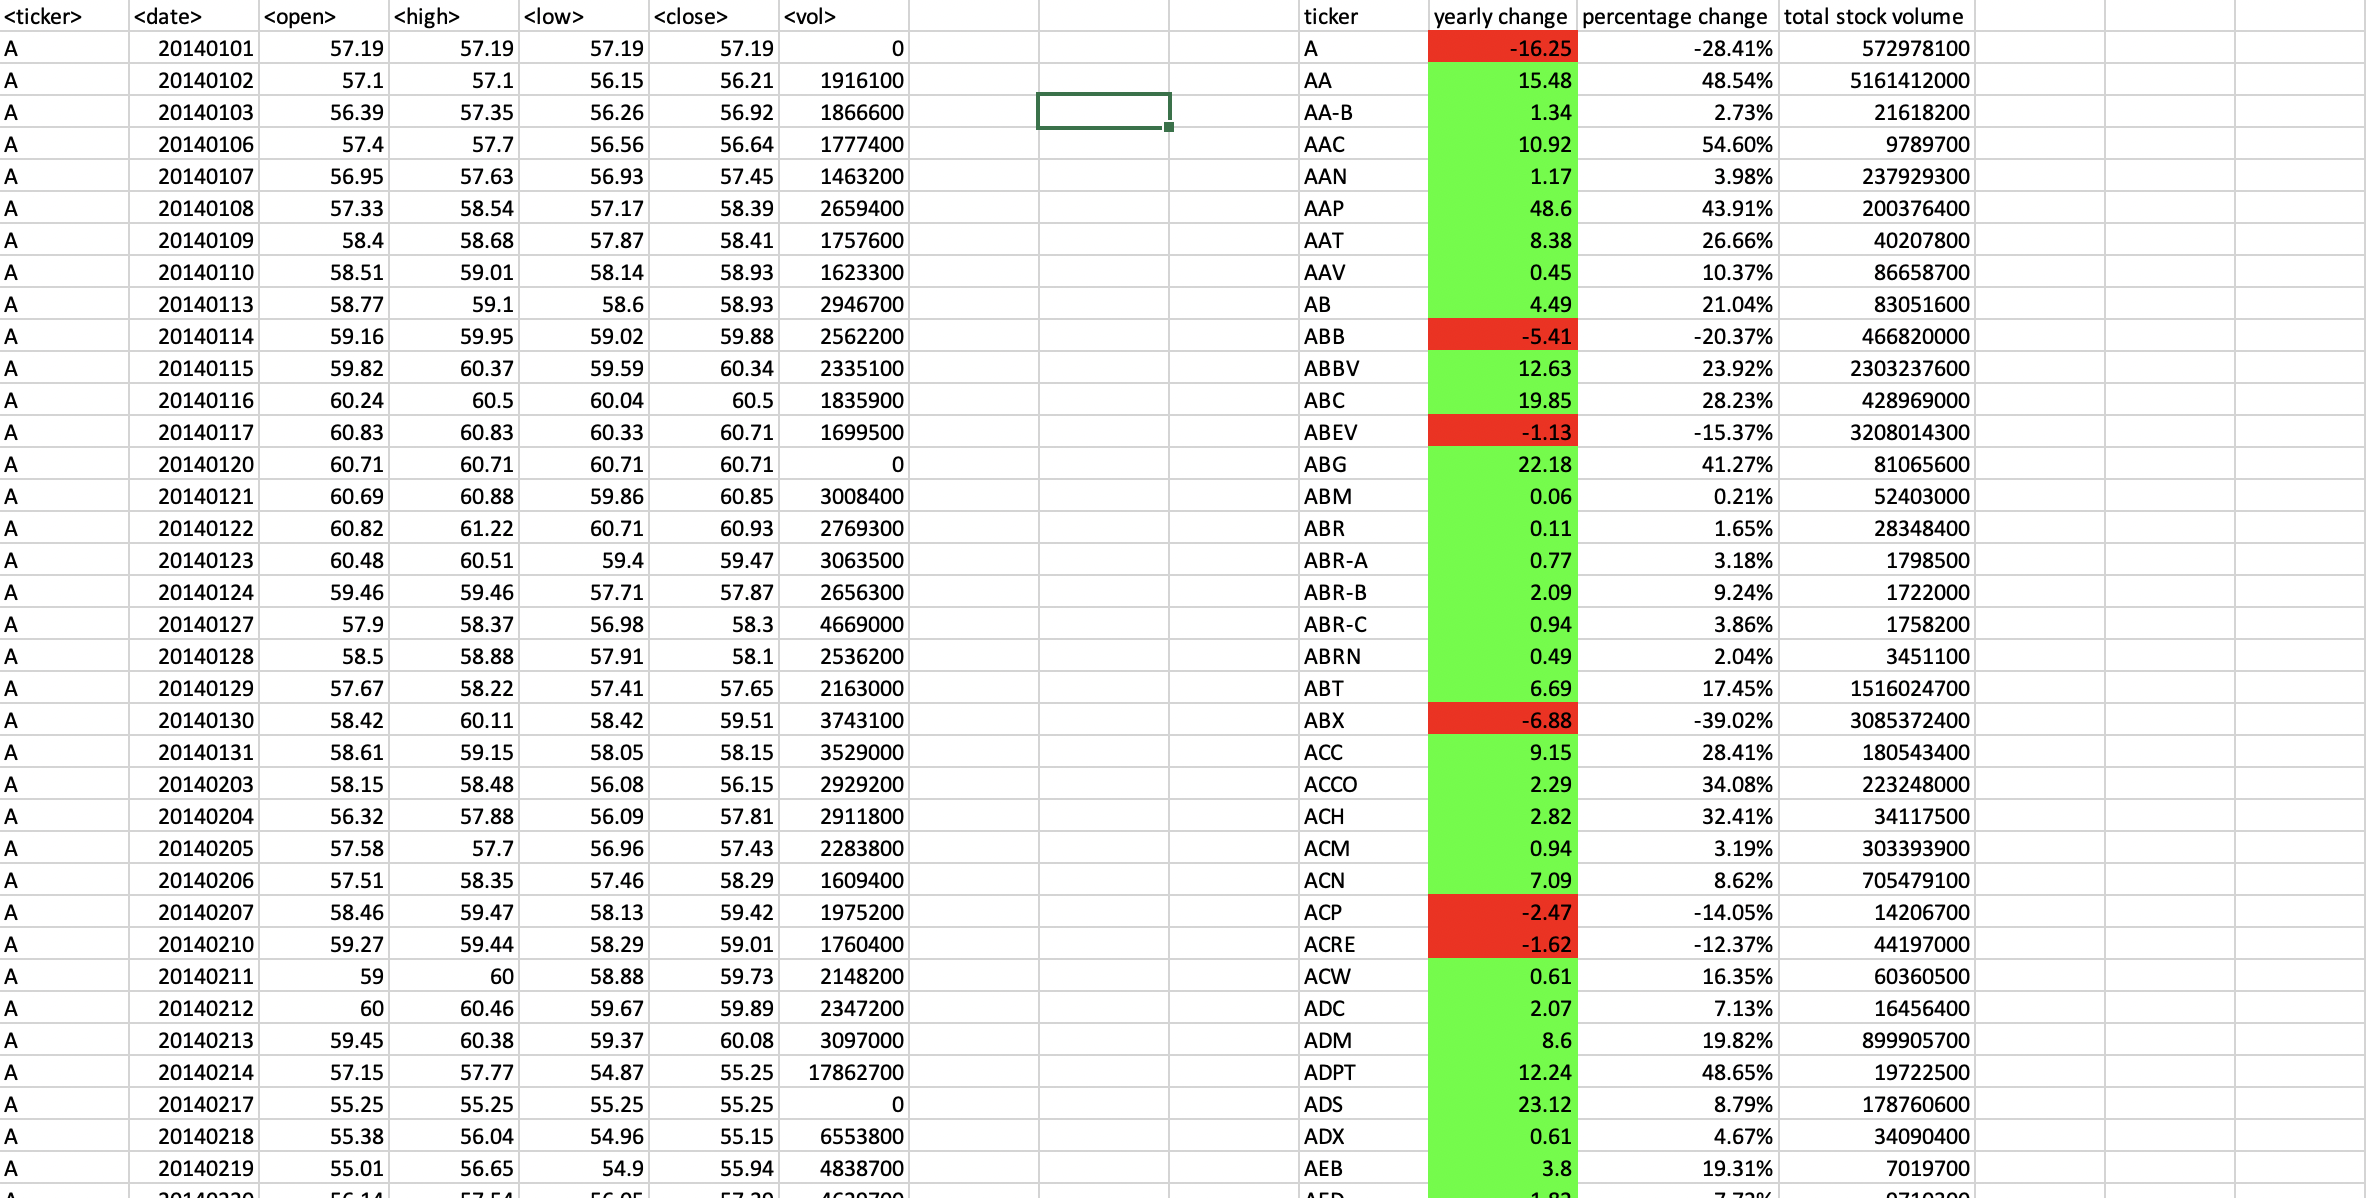 <ticker> <date> <open> <high> <low> <close> <vol> ticker yearly change percentage change total stock volume
A 20140101 57.19 57.19 57.19 57.19 0 A -16.25 -28.41% 572978100
A 20140102 57.1 57.1 56.15 56.21 1916100 AA 15.48 48.54% 5161412000
A 20140103 56.39 57.35 56.26 56.92 1866600 AA-B 1.34 2.73% 21618200
A 20140106 57.4 57.7 56.56 56.64 1777400 AAC 10.92 54.60% 9789700
A 20140107 56.95 57.63 56.93 57.45 1463200 AAN 1.17 3.98% 237929300
A 20140108 57.33 58.54 57.17 58.39 2659400 AAP 48.6 43.91% 200376400
A 20140109 58.4 58.68 57.87 58.41 1757600 AAT 8.38 26.66% 40207800
A 20140110 58.51 59.01 58.14 58.93 1623300 AAV 0.45 10.37% 86658700
A 20140113 58.77 59.1 58.6 58.93 2946700 AB 4.49 21.04% 83051600
A 20140114 59.16 59.95 59.02 59.88 2562200 ABB -5.41 -20.37% 466820000
A 20140115 59.82 60.37 59.59 60.34 2335100 ABBV 12.63 23.92% 2303237600
A 20140116 60.24 60.5 60.04 60.5 1835900 ABC 19.85 28.23% 428969000
A 20140117 60.83 60.83 60.33 60.71 1699500 ABEV -1.13 -15.37% 3208014300
A 20140120 60.71 60.71 60.71 60.71 0 ABG 22.18 41.27% 81065600
A 20140121 60.69 60.88 59.86 60.85 3008400 ABM 0.06 0.21% 52403000
A 20140122 60.82 61.22 60.71 60.93 2769300 ABR 0.11 1.65% 28348400
A 20140123 60.48 60.51 59.4 59.47 3063500 ABR-A 0.77 3.18% 1798500
A 20140124 59.46 59.46 57.71 57.87 2656300 ABR-B 2.09 9.24% 1722000
A 20140127 57.9 58.37 56.98 58.3 4669000 ABR-C 0.94 3.86% 1758200
A 20140128 58.5 58.88 57.91 58.1 2536200 ABRN 0.49 2.04% 3451100
A 20140129 57.67 58.22 57.41 57.65 2163000 ABT 6.69 17.45% 1516024700
A 20140130 58.42 60.11 58.42 59.51 3743100 ABX -6.88 -39.02% 3085372400
A 20140131 58.61 59.15 58.05 58.15 3529000 ACC 9.15 28.41% 180543400
A 20140203 58.15 58.48 56.08 56.15 2929200 ACCO 2.29 34.08% 223248000
A 20140204 56.32 57.88 56.09 57.81 2911800 ACH 2.82 32.41% 34117500
A 20140205 57.58 57.7 56.96 57.43 2283800 ACM 0.94 3.19% 303393900
A 20140206 57.51 58.35 57.46 58.29 1609400 ACN 7.09 8.62% 705479100
A 20140207 58.46 59.47 58.13 59.42 1975200 ACP -2.47 -14.05% 14206700
A 20140210 59.27 59.44 58.29 59.01 1760400 ACRE -1.62 -12.37% 44197000
A 20140211 59 60 58.88 59.73 2148200 ACW 0.61 16.35% 60360500
A 20140212 60 60.46 59.67 59.89 2347200 ADC 2.07 7.13% 16456400
A 20140213 59.45 60.38 59.37 60.08 3097000 ADM 8.6 19.82% 899905700
A 20140214 57.15 57.77 54.87 55.25 17862700 ADPT 12.24 48.65% 19722500
A 20140217 55.25 55.25 55.25 55.25 0 ADS 23.12 8.79% 178760600
A 20140218 55.38 56.04 54.96 55.15 6553800 ADX 0.61 4.67% 34090400
A 20140219 55.01 56.65 54.9 55.94 4838700 AEB 3.8 19.31% 7019700